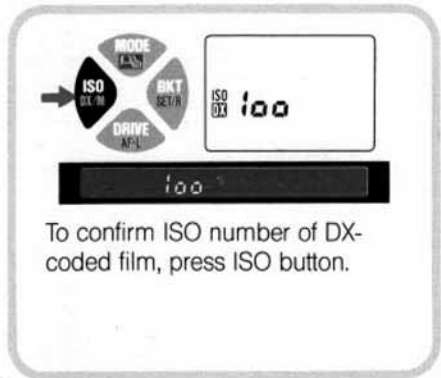 MODE
ISO
DX/M
BKT
SET/R
DRIVE
AF-L
ISO
DX
100
100
To confirm ISO number of DX-
coded film, press ISO button.